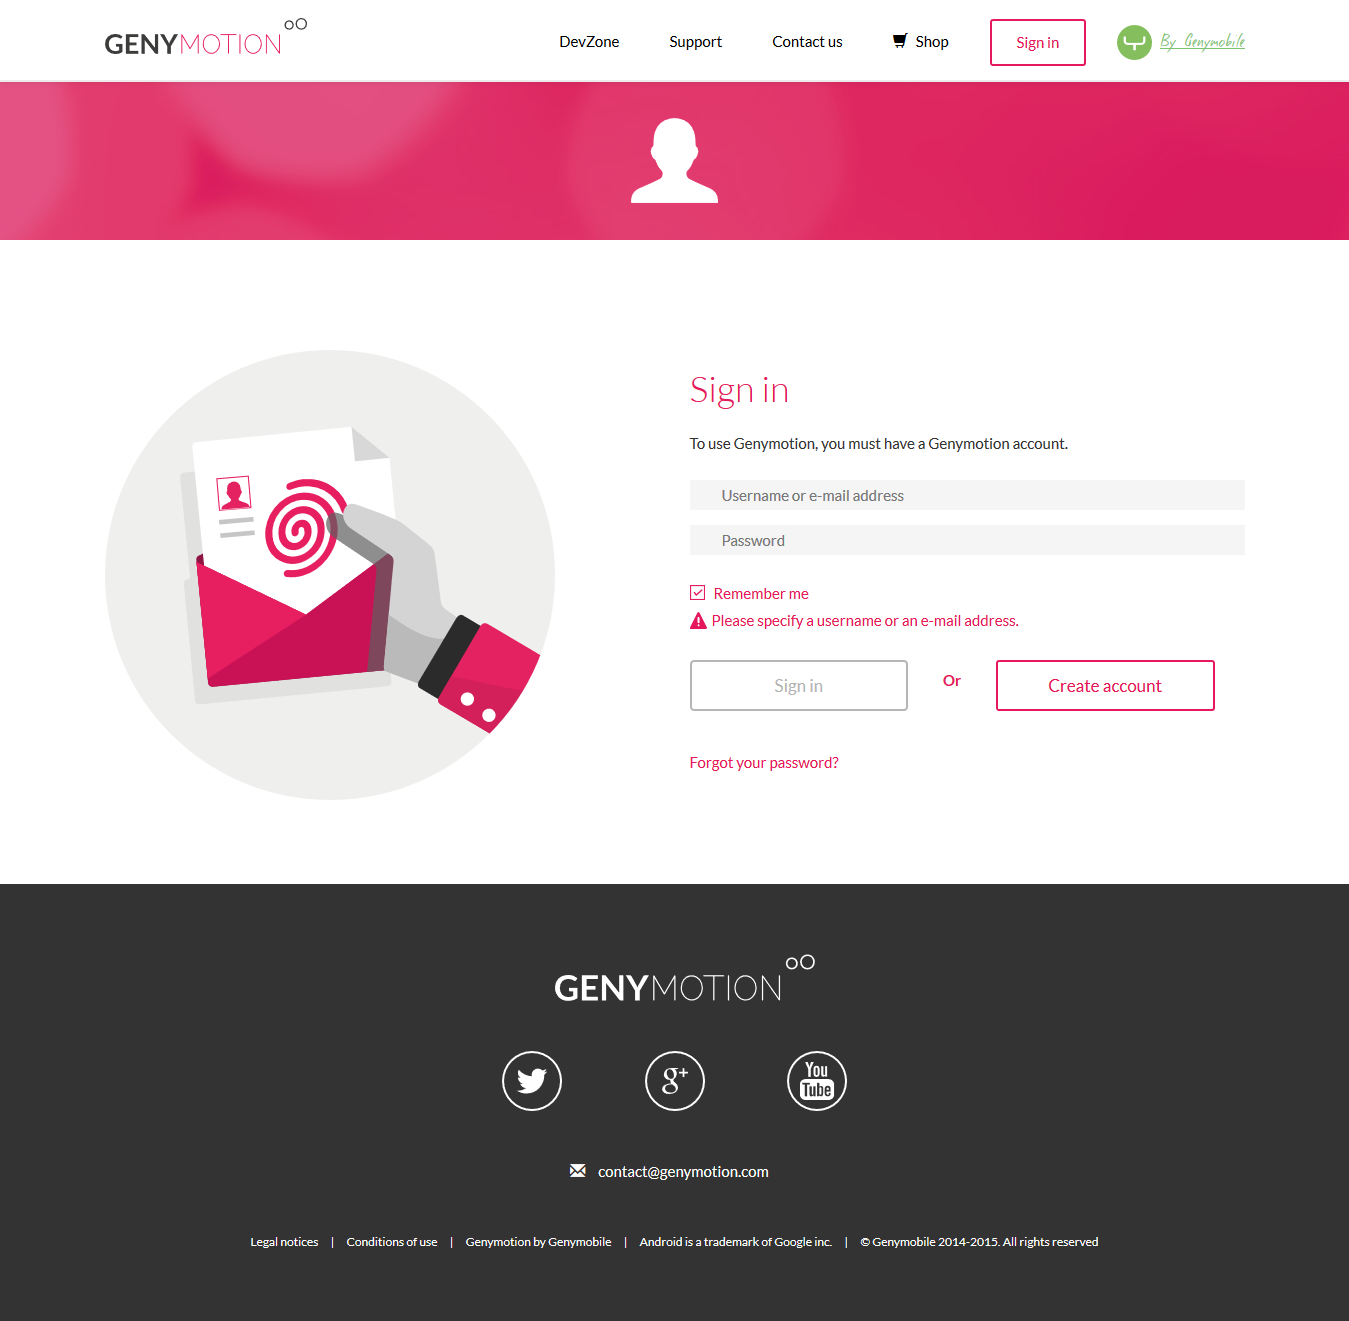 GENYMOTION
DevZone Support Contact us Shop Sign in By Genymobile
Sign in
To use Genymotion, you must have a Genymotion account.
Username or e-mail address
Password
Remember me
Please specify a username or an e-mail address.
Sign in Or Create account
Forgot your password?
GENYMOTION
g+ You Tube
contact@genymotion.com
Legal notices | Conditions of use | Genymotion by Genymobile | Android is a trademark of Google inc. | © Genymobile 2014-2015. All rights reserved